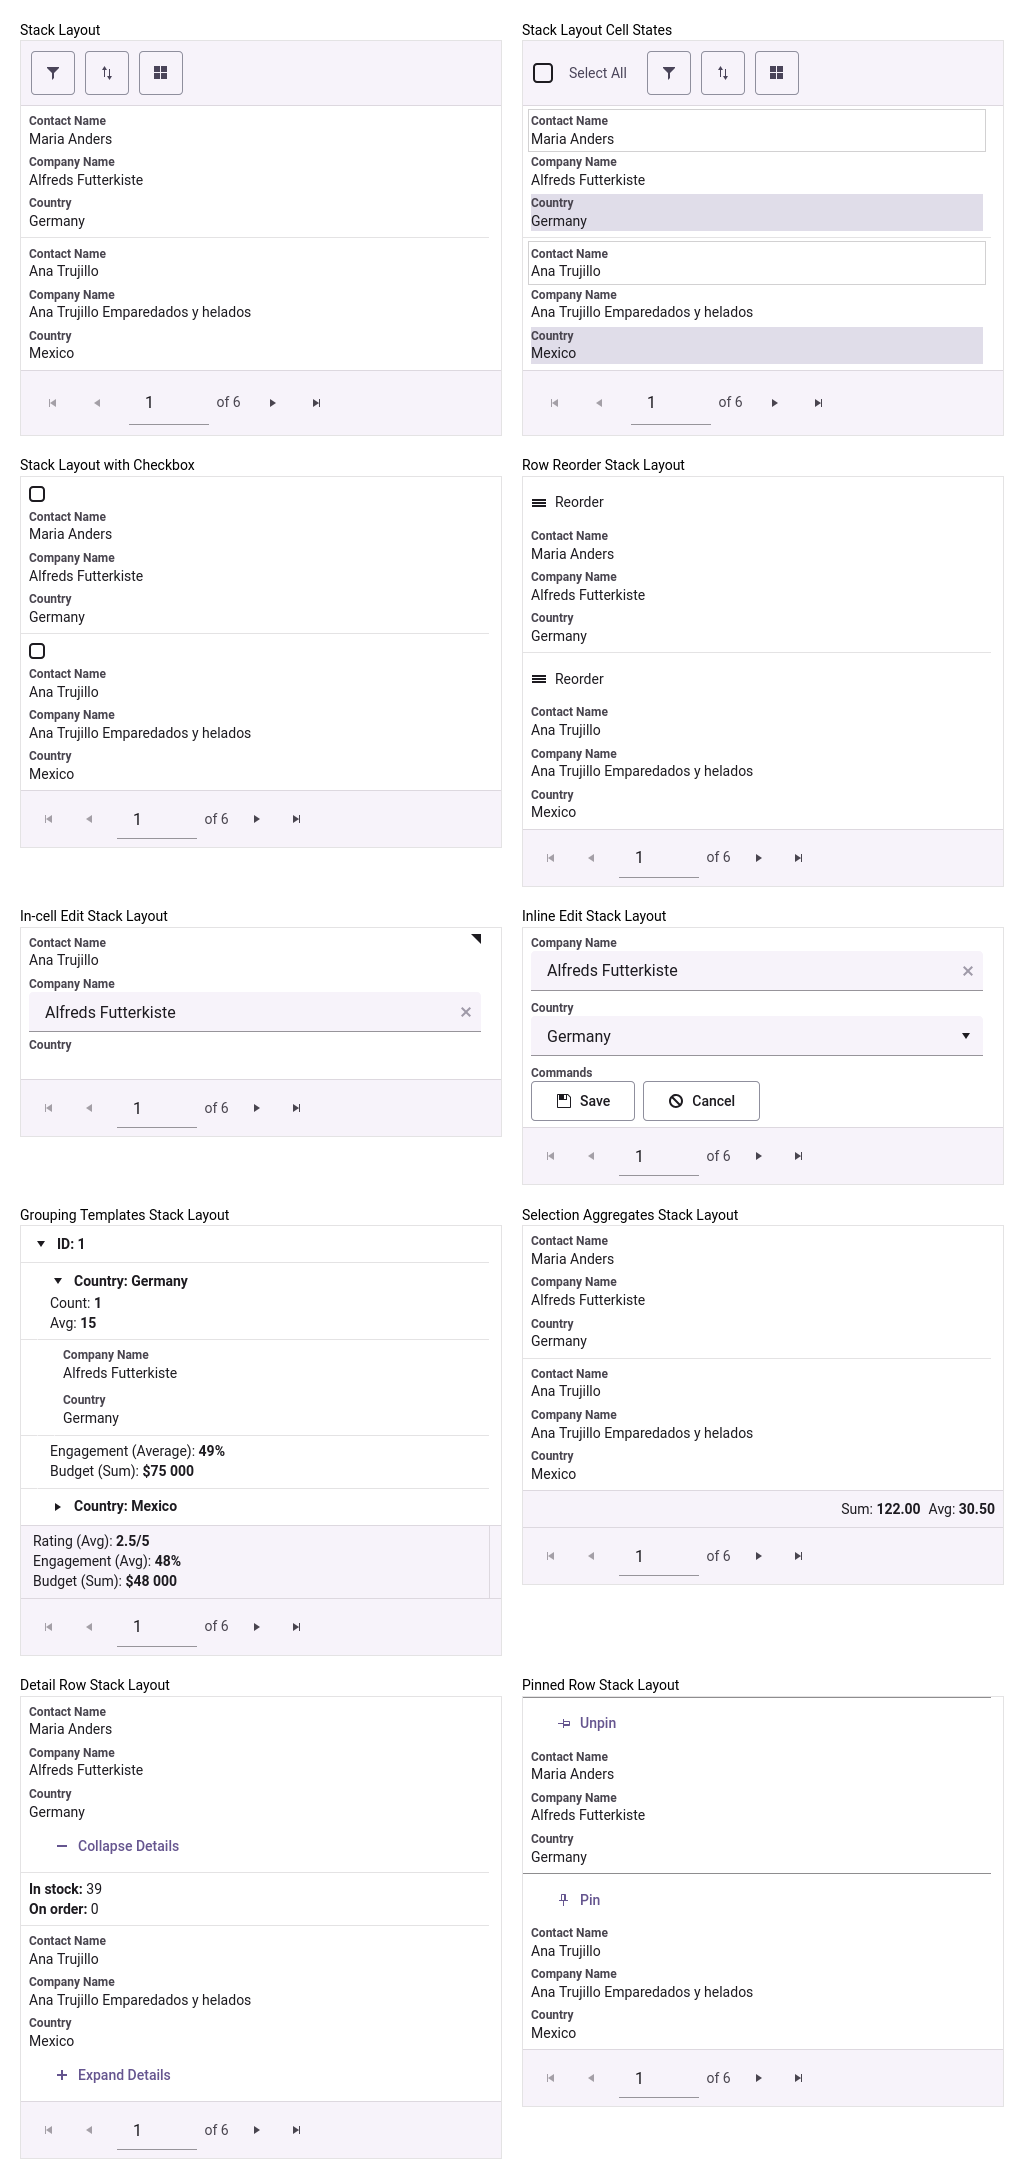 Stack Layout
Contact Name
Maria Anders
Company Name
Alfreds Futterkiste
Country
Germany
Contact Name
Ana Trujillo
Company Name
Ana Trujillo Emparedados y helados
Country
Mexico
1 of 6
Stack Layout Cell States
Select All
Contact Name
Maria Anders
Company Name
Alfreds Futterkiste
Country
Germany
Contact Name
Ana Trujillo
Company Name
Ana Trujillo Emparedados y helados
Country
Mexico
1 of 6
Stack Layout with Checkbox
Contact Name
Maria Anders
Company Name
Alfreds Futterkiste
Country
Germany
Contact Name
Ana Trujillo
Company Name
Ana Trujillo Emparedados y helados
Country
Mexico
1 of 6
Row Reorder Stack Layout
Reorder
Contact Name
Maria Anders
Company Name
Alfreds Futterkiste
Country
Germany
Reorder
Contact Name
Ana Trujillo
Company Name
Ana Trujillo Emparedados y helados
Country
Mexico
1 of 6
In-cell Edit Stack Layout
Contact Name
Ana Trujillo
Company Name
Alfreds Futterkiste
Country
1 of 6
Inline Edit Stack Layout
Company Name
Alfreds Futterkiste
Country
Germany
Commands
Save Cancel
1 of 6
Grouping Templates Stack Layout
ID: 1
Country: Germany
Count: 1
Avg: 15
Company Name
Alfreds Futterkiste
Country
Germany
Engagement (Average): 49%
Budget (Sum): $75 000
Country: Mexico
Rating (Avg): 2.5/5
Engagement (Avg): 48%
Budget (Sum): $48 000
1 of 6
Selection Aggregates Stack Layout
Contact Name
Maria Anders
Company Name
Alfreds Futterkiste
Country
Germany
Contact Name
Ana Trujillo
Company Name
Ana Trujillo Emparedados y helados
Country
Mexico
Sum: 122.00 Avg: 30.50
1 of 6
Detail Row Stack Layout
Contact Name
Maria Anders
Company Name
Alfreds Futterkiste
Country
Germany
Collapse Details
In stock: 39
On order: 0
Contact Name
Ana Trujillo
Company Name
Ana Trujillo Emparedados y helados
Country
Mexico
Expand Details
1 of 6
Pinned Row Stack Layout
Unpin
Contact Name
Maria Anders
Company Name
Alfreds Futterkiste
Country
Germany
Pin
Contact Name
Ana Trujillo
Company Name
Ana Trujillo Emparedados y helados
Country
Mexico
1 of 6